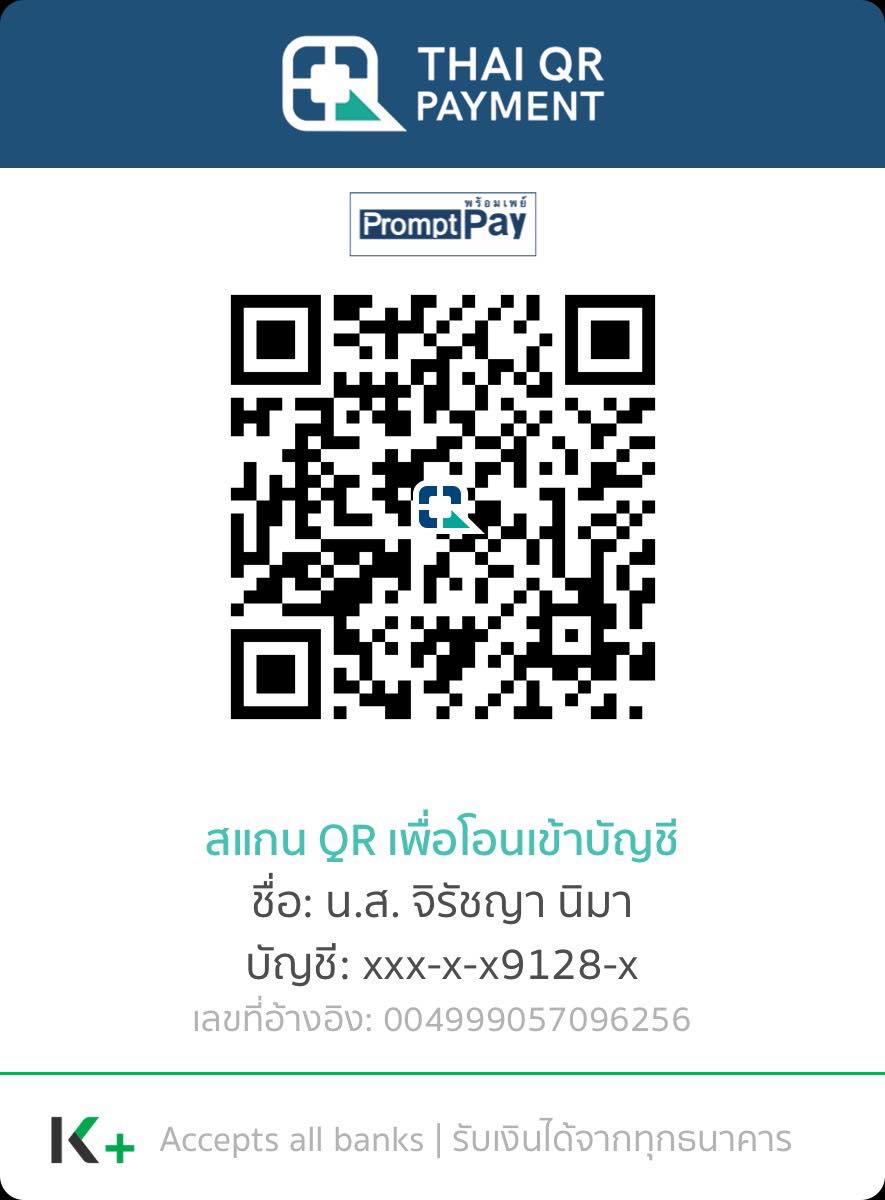 THAI QR
PAYMENT
พร้อมเพย์
PromptPay
สแกน QR เพื่อโอนเข้าบัญชี
ชื่อ: น.ส. จิรัชญา นิมา
บัญชี: xxx-x-x9128-x
เลขที่อ้างอิง: 004999057096256
K+ Accepts all banks | รับเงินได้จากทุกธนาคาร